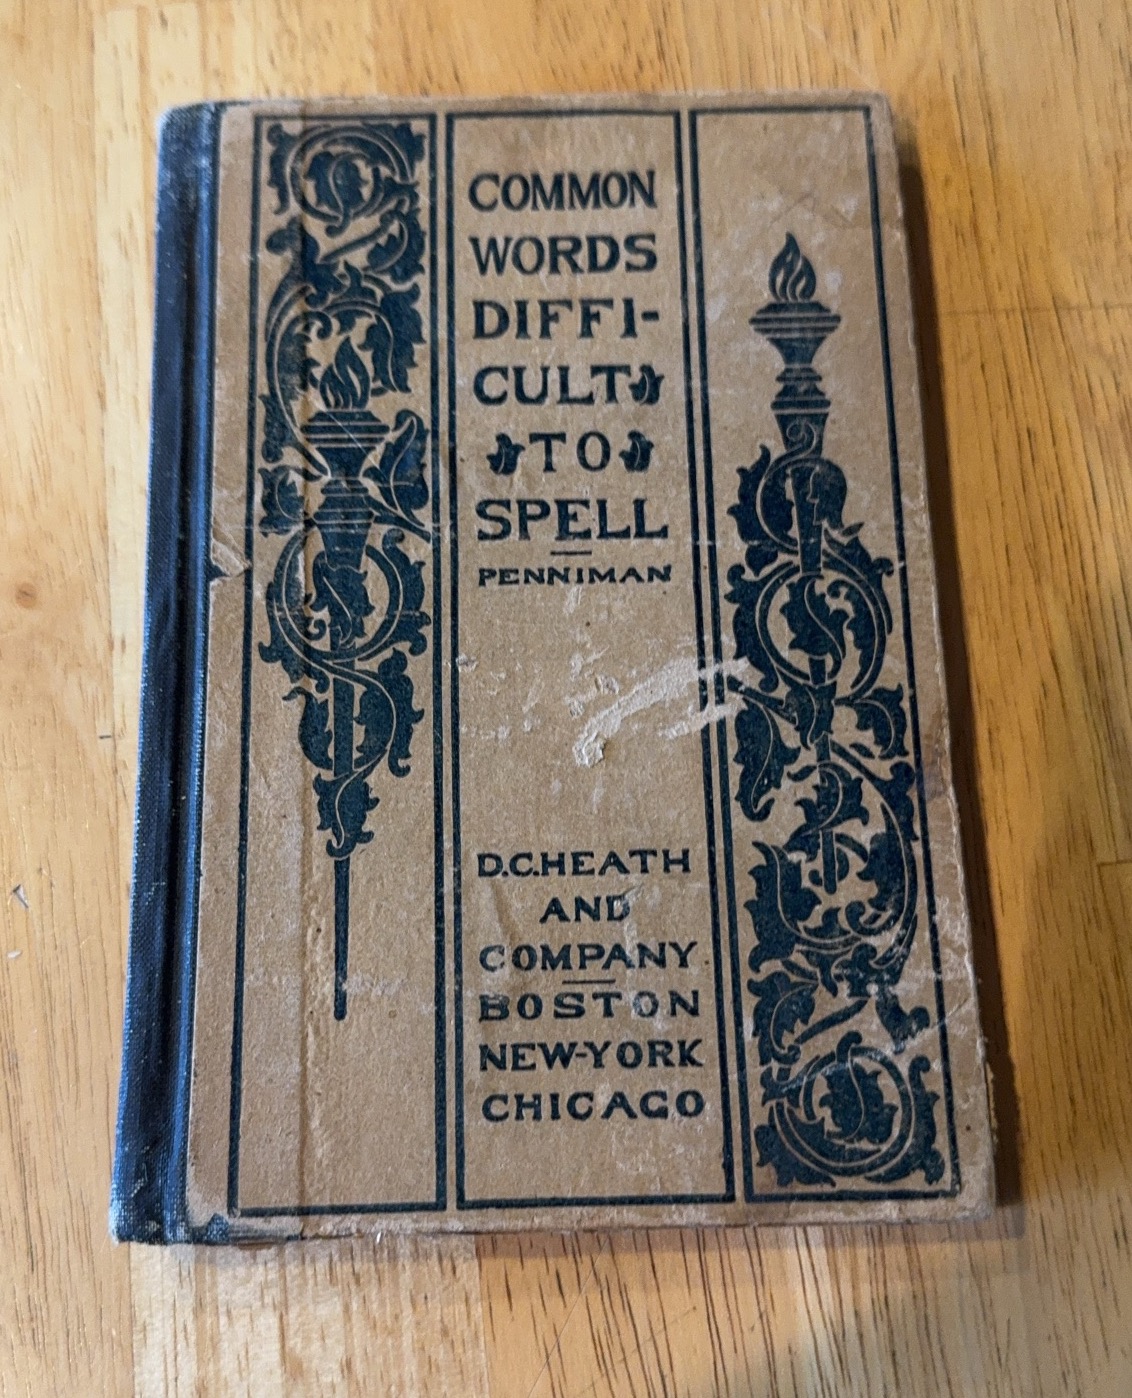 COMMON
WORDS
DIFFI-
CULT
TO
SPELL
PENNIMAN
D.C.HEATH
AND
COMPANY
BOSTON
NEW-YORK
CHICAGO